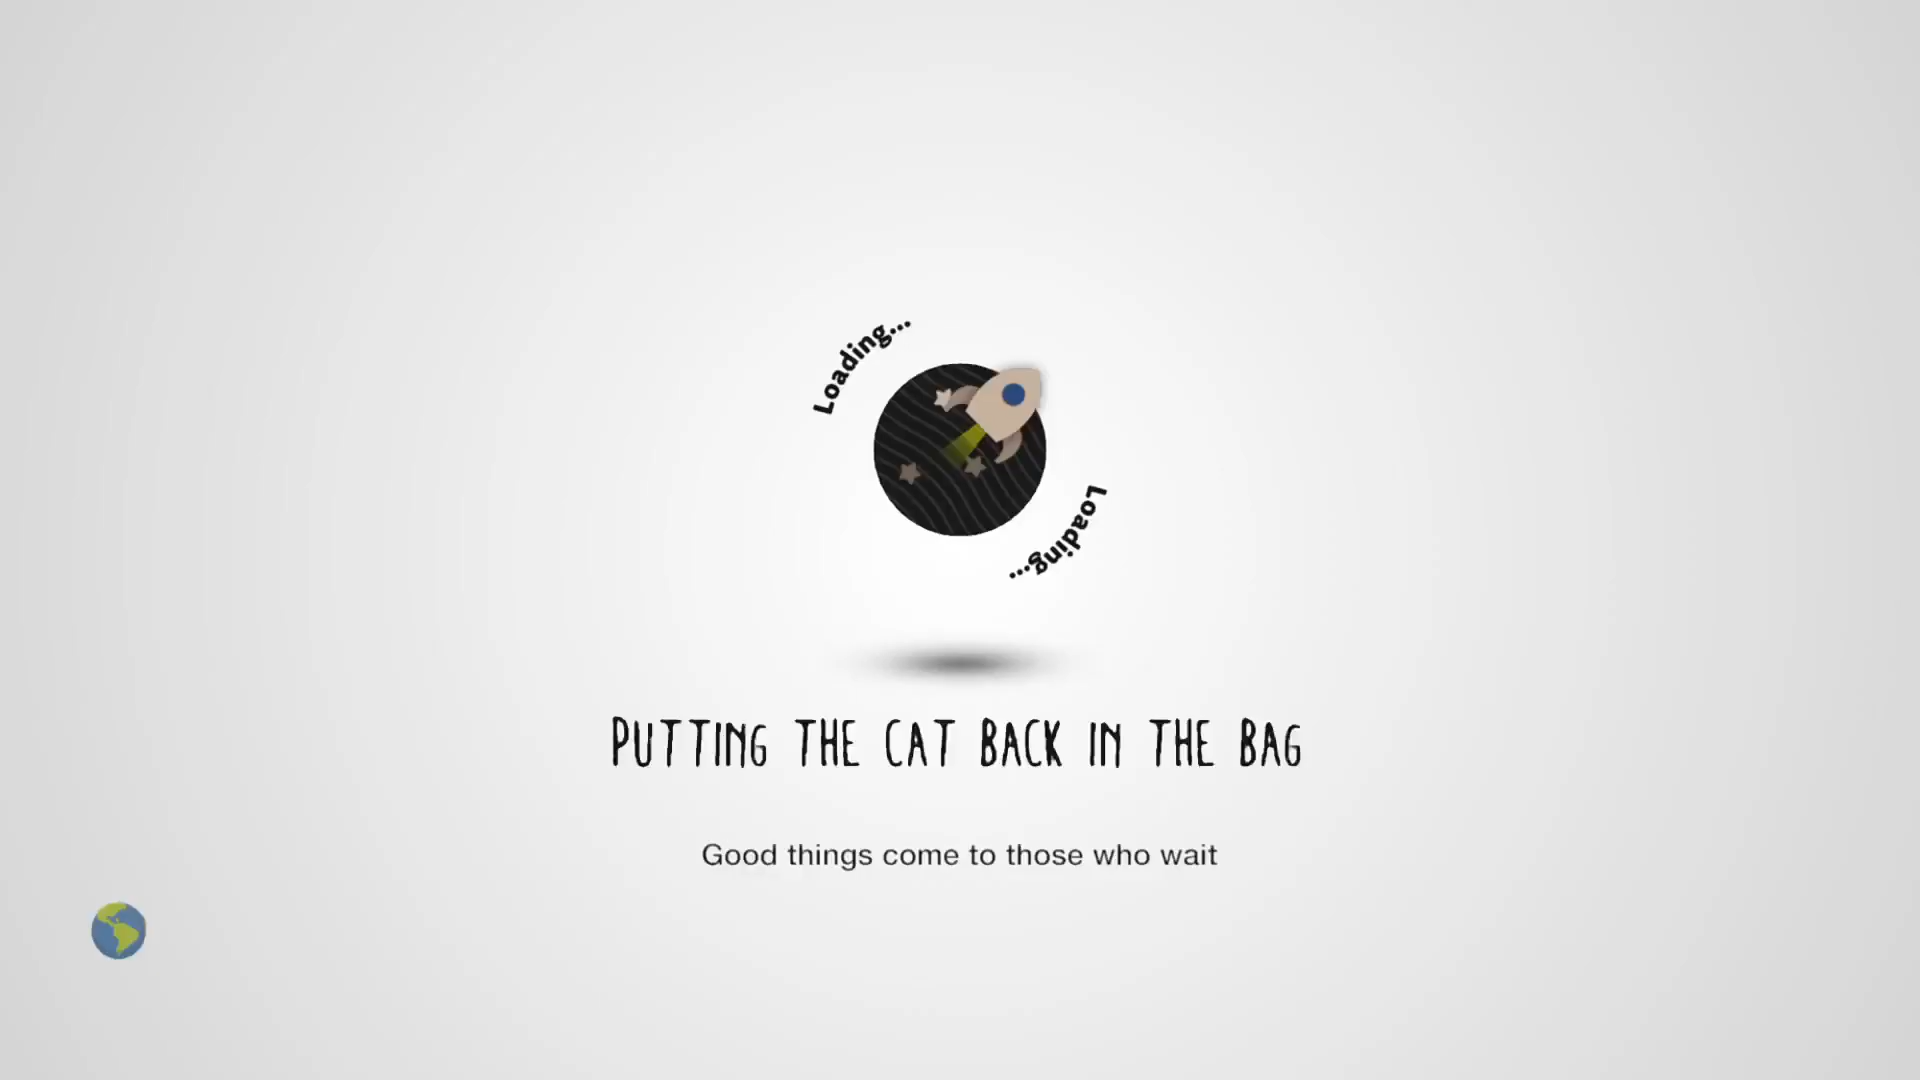 Loading...
Loading...
PUTTING THE CAT BACK IN THE BAG
Good things come to those who wait